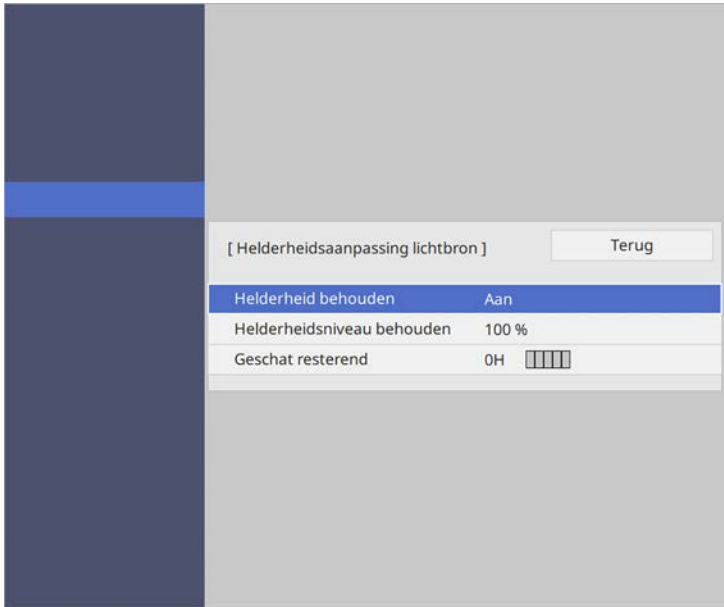 [ Helderheidsaanpassing lichtbron ] Terug
Helderheid behouden Aan
Helderheidsniveau behouden 100 %
Geschat resterend 0H